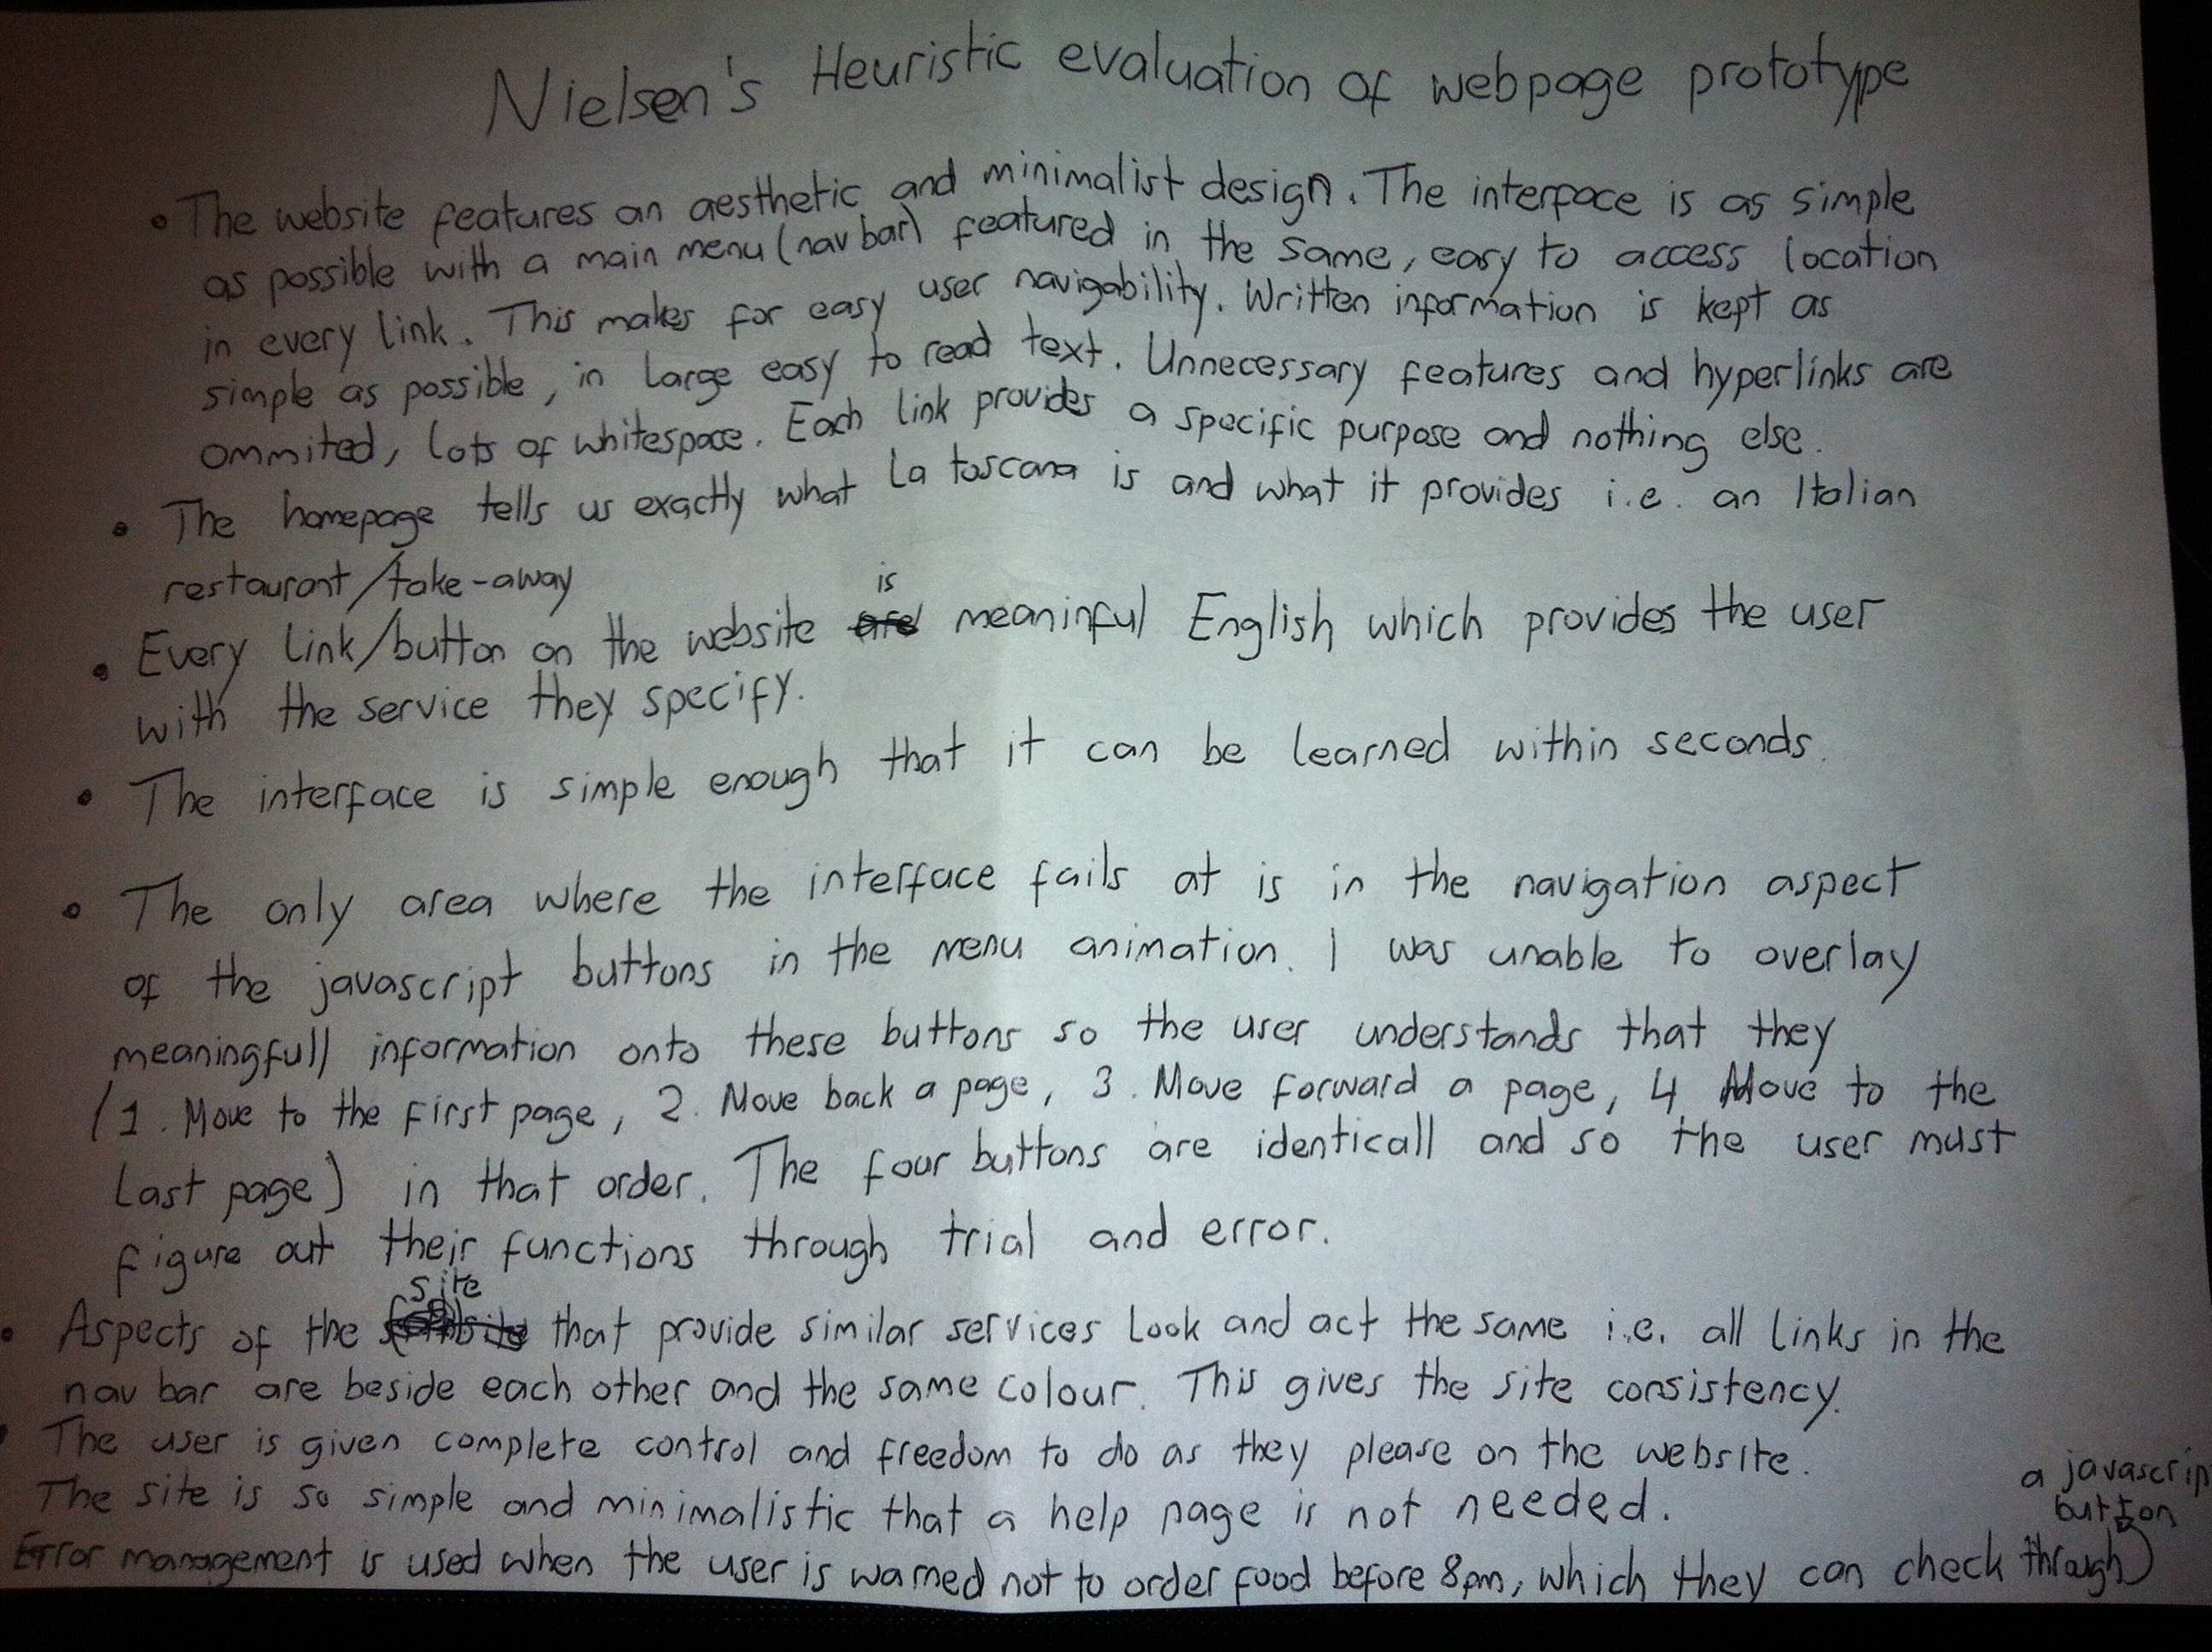 Nielsen's Heuristic evaluation of webpage prototype
• The website features an aesthetic and minimalist design. The interface is as simple
as possible with a main menu (nav bar) featured in the same, easy to access location
in every link. This makes for easy user navigability. Written information is kept as
simple as possible, in large easy to read text. Unnecessary features and hyperlinks are
ommited, lots of whitespace. Each link provides a specific purpose and nothing else.
• The homepage tells us exactly what La toscana is and what it provides i.e. an Italian
restaurant/take-away
• Every link/button on the website is meaninful English which provides the user
with the service they specify.
• The interface is simple enough that it can be learned within seconds.
• The only area where the interface fails at is in the navigation aspect
of the javascript buttons in the menu animation. I was unable to overlay
meaningfull information onto these buttons so the user understands that they
(1. Move to the first page, 2. Move back a page, 3. Move forward a page, 4 Move to the
last page) in that order. The four buttons are identicall and so the user must
figure out their functions through trial and error.
• Aspects of the site that provide similar services look and act the same i.e. all links in the
nav bar are beside each other and the same colour. This gives the site consistency.
• The user is given complete control and freedom to do as they please on the website.
The site is so simple and minimalistic that a help page is not needed.
Error management is used when the user is warned not to order food before 8pm, which they can check through)
a javascrip
button